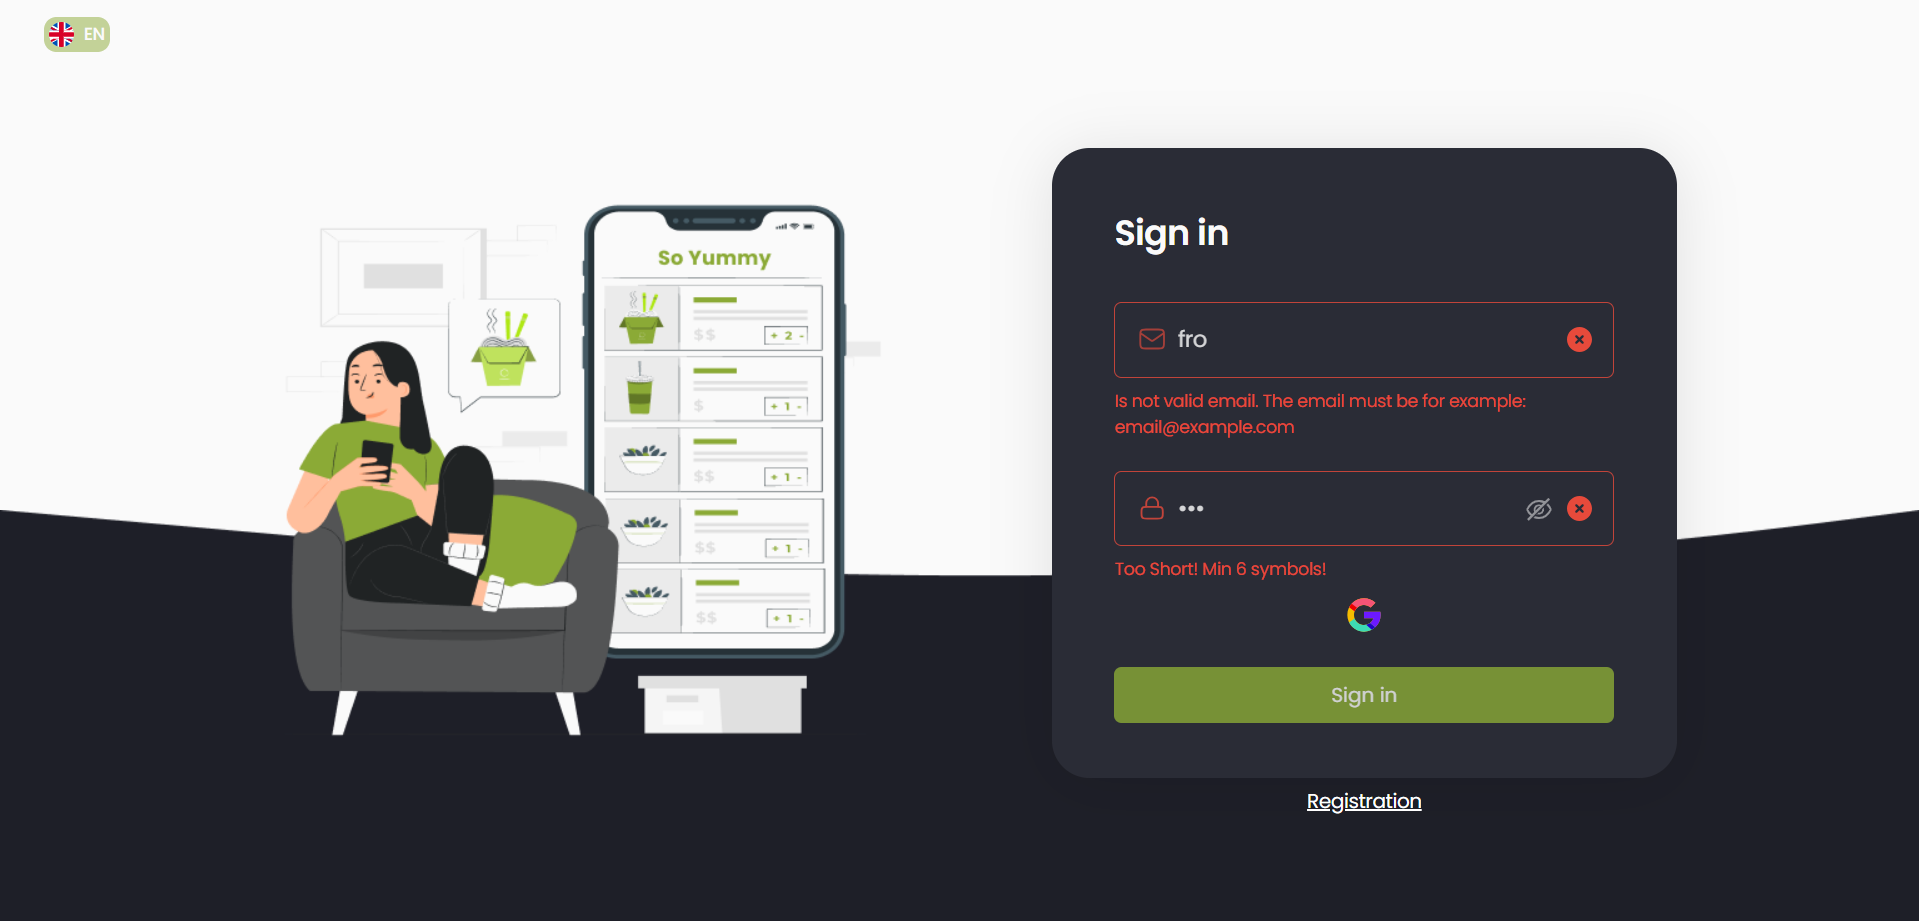 EN
So Yummy
$$
+ 2 -
$
+ 1 -
$$
+ 1 -
$$
+ 1 -
$$
+ 1 -
Sign in
fro
Is not valid email. The email must be for example:
email@example.com
•••
Too Short! Min 6 symbols!
Sign in
Registration